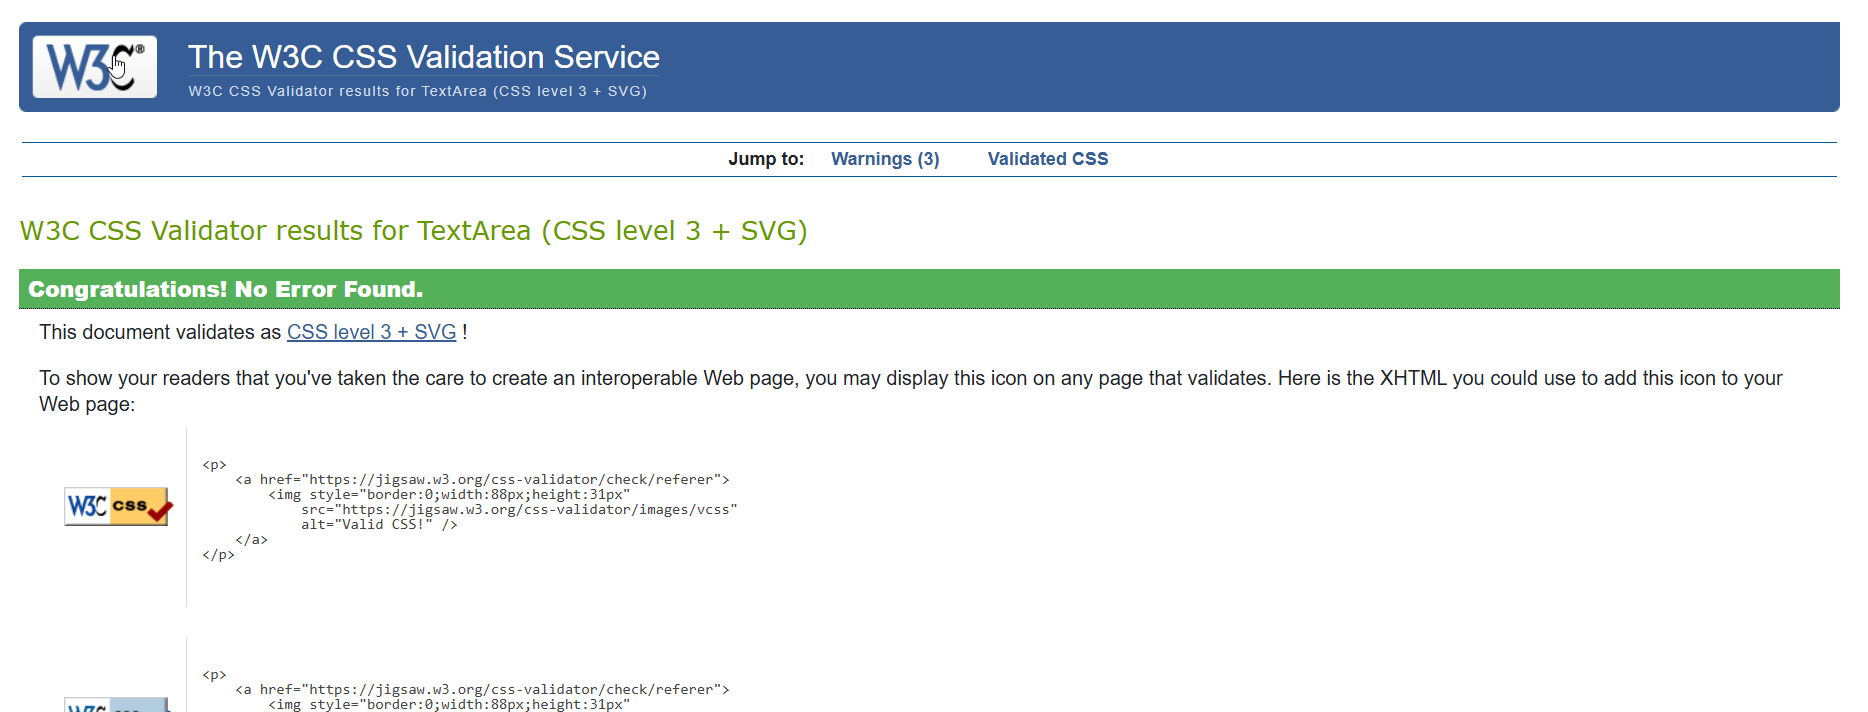 W3C®
The W3C CSS Validation Service
W3C CSS Validator results for TextArea (CSS level 3 + SVG)
Jump to: Warnings (3) Validated CSS
W3C CSS Validator results for TextArea (CSS level 3 + SVG)
Congratulations! No Error Found.
This document validates as CSS level 3 + SVG !
To show your readers that you've taken the care to create an interoperable Web page, you may display this icon on any page that validates. Here is the XHTML you could use to add this icon to your
Web page:
W3C css
<p>
<a href="https://jigsaw.w3.org/css-validator/check/referer">
<img style="border:0;width:88px;height:31px"
src="https://jigsaw.w3.org/css-validator/images/vcss"
alt="Valid CSS!" />
</a>
</p>
<p>
<a href="https://jigsaw.w3.org/css-validator/check/referer">
<img style="border:0;width:88px;height:31px"